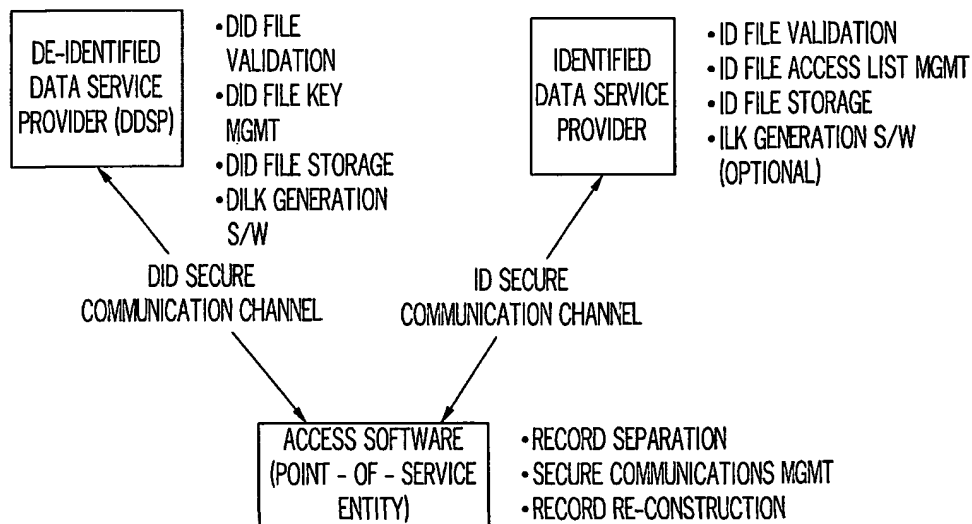 DE-IDENTIFIED
DATA SERVICE
PROVIDER (DDSP)
•DID FILE
VALIDATION
•DID FILE KEY
MGMT
•DID FILE STORAGE
•DILK GENERATION
S/W
IDENTIFIED
DATA SERVICE
PROVIDER
•ID FILE VALIDATION
•ID FILE ACCESS LIST MGMT
•ID FILE STORAGE
•ILK GENERATION S/W
(OPTIONAL)
DID SECURE
COMMUNICATION CHANNEL
ID SECURE
COMMUNICATION CHANNEL
ACCESS SOFTWARE
(POINT - OF - SERVICE
ENTITY)
•RECORD SEPARATION
•SECURE COMMUNICATIONS MGMT
•RECORD RE-CONSTRUCTION